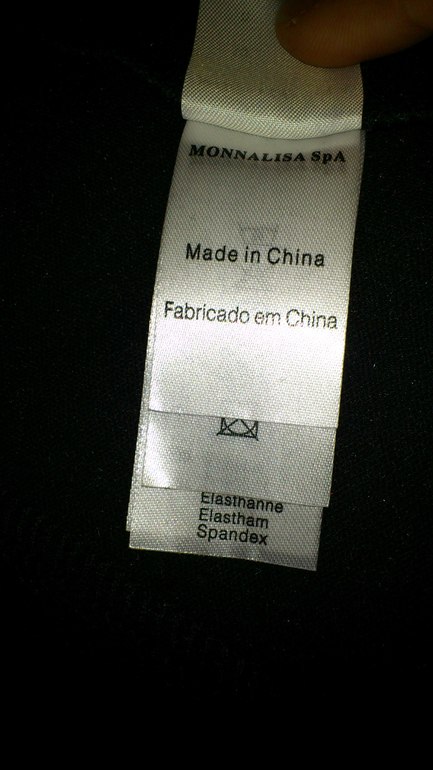 MONNALISA SpA
Made in China
Fabricado em China
Elasthanne
Elastham
Spandex